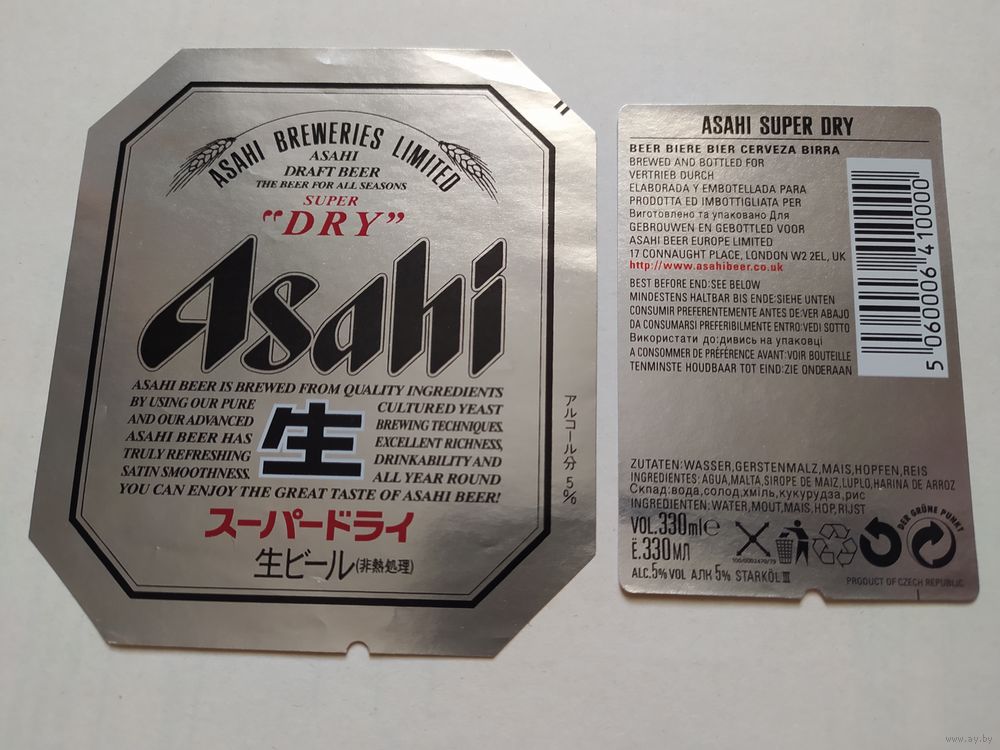 ASAHI BREWERIES LIMITED
ASAHI
DRAFT BEER
THE BEER FOR ALL SEASONS
SUPER
"DRY"
Asahi
ASAHI BEER IS BREWED FROM QUALITY INGREDIENTS
BY USING OUR PURE CULTURED YEAST
AND OUR ADVANCED BREWING TECHNIQUES.
ASAHI BEER HAS EXCELLENT RICHNESS,
TRULY REFRESHING DRINKABILITY AND
SATIN SMOOTHNESS. ALL YEAR ROUND
生
YOU CAN ENJOY THE GREAT TASTE OF ASAHI BEER!
スーパードライ
生ビール(非熱処理)
アルコール分 5%
ASAHI SUPER DRY
BEER BIERE BIER CERVEZA BIRRA
BREWED AND BOTTLED FOR
VERTRIEB DURCH
ELABORADA Y EMBOTELLADA PARA
PRODOTTA ED IMBOTTIGLIATA PER
Виготовлено та упаковано Для
GEBROUWEN EN GEBOTTLED VOOR
ASAHI BEER EUROPE LIMITED
17 CONNAUGHT PLACE, LONDON W2 2EL, UK
http://www.asahibeer.co.uk
BEST BEFORE END:SEE BELOW
MINDESTENS HALTBAR BIS ENDE:SIEHE UNTEN
CONSUMIR PREFERENTEMENTE ANTES DE:VER ABAJO
DA CONSUMARSI PREFERIBILMENTE ENTRO:VEDI SOTTO
Використати до:дивись на упаковці
A CONSOMMER DE PRÉFÉRENCE AVANT:VOIR BOUTEILLE
TENMINSTE HOUDBAAR TOT EIND:ZIE ONDERAAN
5 060006 410000
ZUTATEN:WASSER,GERSTENMALZ,MAIS,HOPFEN,REIS
INGREDIENTES:AGUA,MALTA,SIROPE DE MAIZ,LUPLO,HARINA DE ARROZ
Склад:вода,солод,хміль,кукурудза,рис
INGREDIENTEN:WATER,MOUT,MAIS,HOP,RIJST
VOL.330ml℮
Ё.330МЛ
100/0002470/79
DER GRÜNE PUNKT
ALC.5%VOL АЛК 5% STARKÖL III
PRODUCT OF CZECH REPUBLIC
www.ay.by